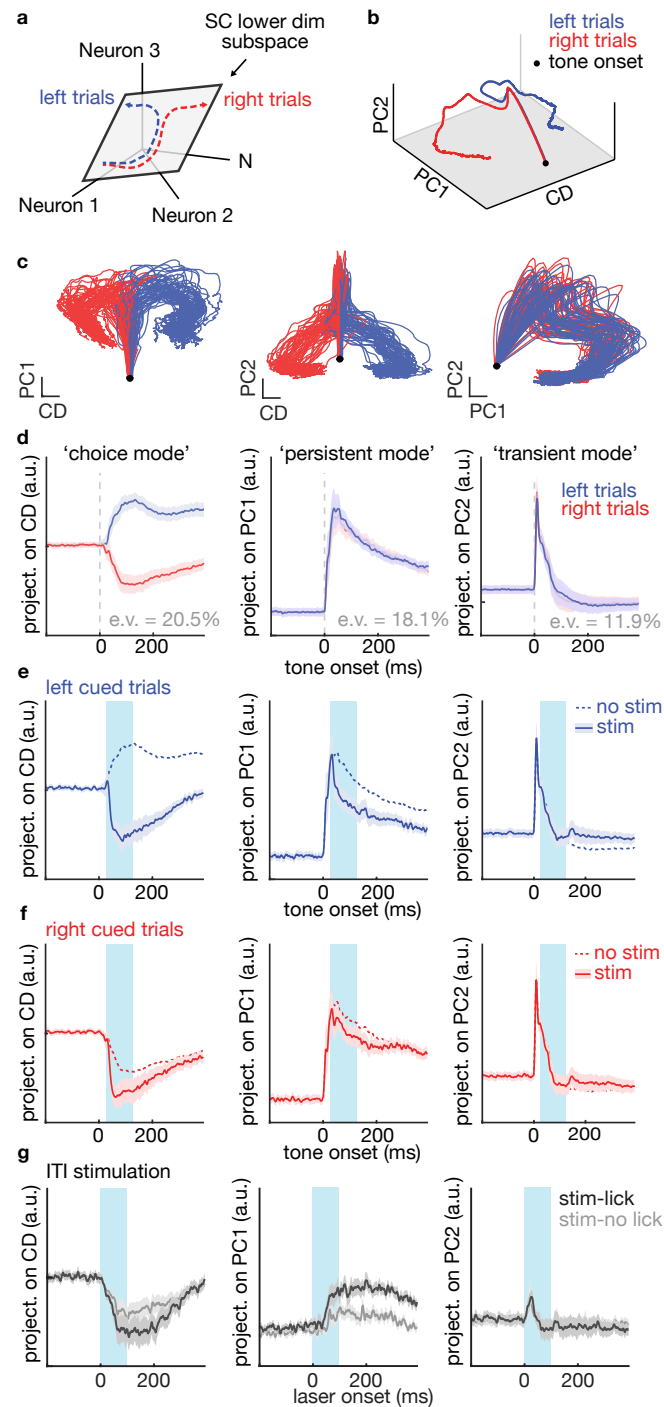 a
SC lower dim
subspace
Neuron 3
left trials
right trials
N
Neuron 1
Neuron 2
b
left trials
right trials
tone onset
PC2
PC1
CD
c
PC1
CD
PC2
CD
PC2
PC1
d
'choice mode'
'persistent mode'
'transient mode'
project. on CD (a.u.)
project. on PC1 (a.u.)
project. on PC2 (a.u.)
left trials
right trials
e.v. = 20.5%
e.v. = 18.1%
e.v. = 11.9%
0 200
0 200
0 200
tone onset (ms)
e
left cued trials
project. on CD (a.u.)
project. on PC1 (a.u.)
project. on PC2 (a.u.)
no stim
stim
0 200
0 200
0 200
tone onset (ms)
f
right cued trials
project. on CD (a.u.)
project. on PC1 (a.u.)
project. on PC2 (a.u.)
no stim
stim
0 200
0 200
0 200
tone onset (ms)
g
ITI stimulation
project. on CD (a.u.)
project. on PC1 (a.u.)
project. on PC2 (a.u.)
stim-lick
stim-no lick
0 200
0 200
0 200
laser onset (ms)